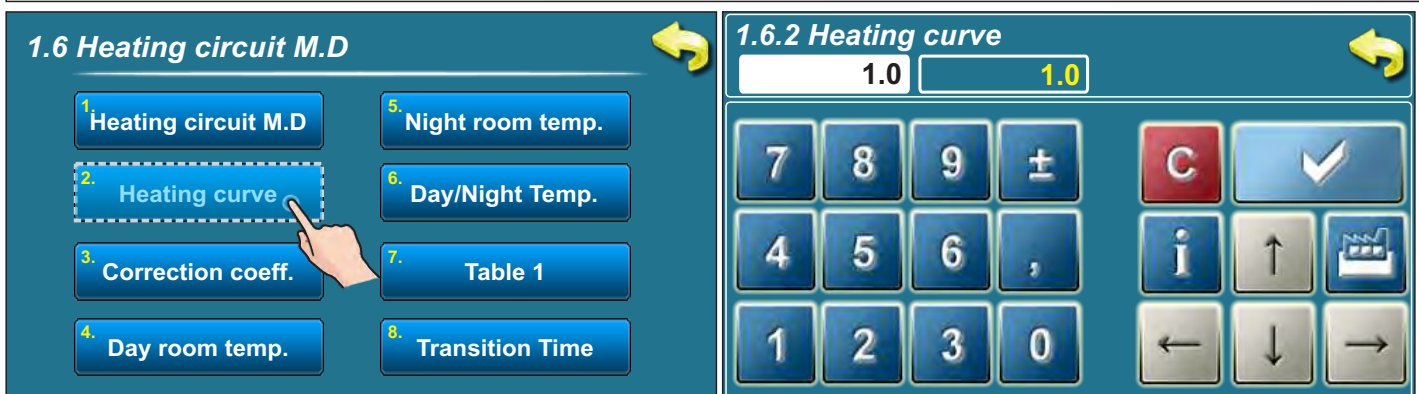 1.6 Heating circuit M.D
1. Heating circuit M.D
2. Heating curve
3. Correction coeff.
4. Day room temp.
5. Night room temp.
6. Day/Night Temp.
7. Table 1
8. Transition Time
1.6.2 Heating curve
1.0 1.0
7 8 9 ± C
4 5 6 , i ↑
1 2 3 0 ← ↓ →